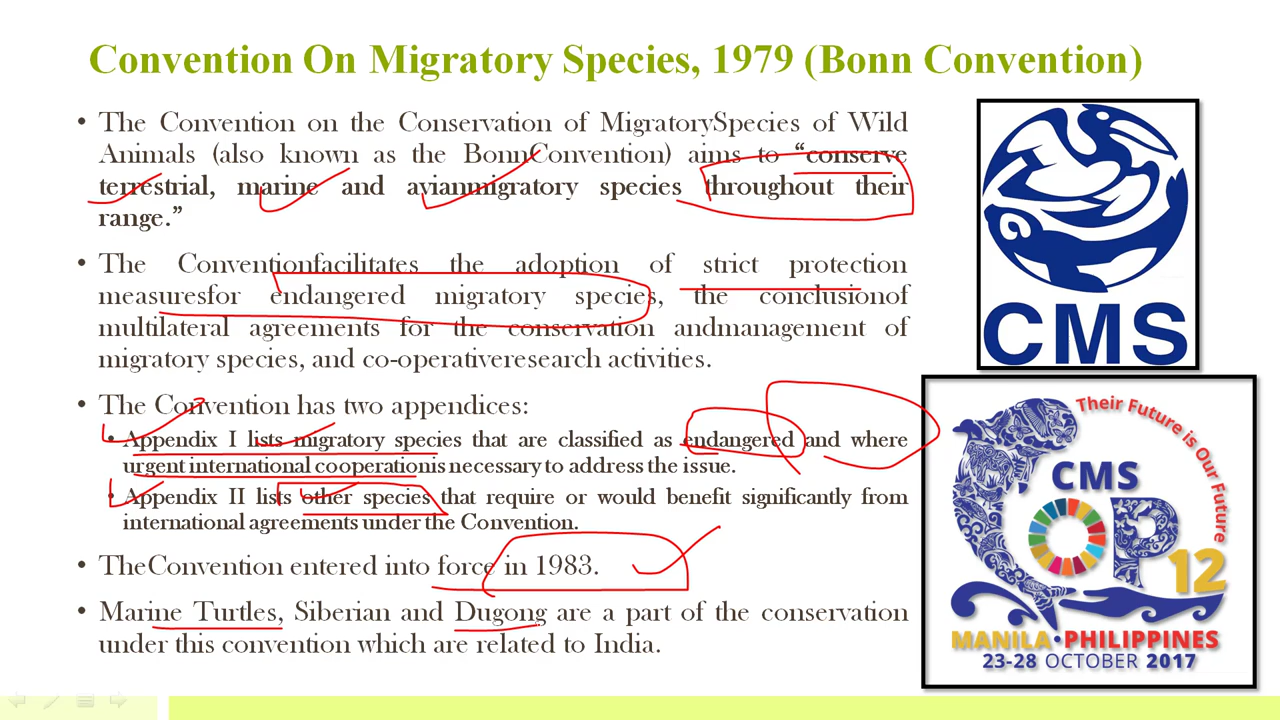 Convention On Migratory Species, 1979 (Bonn Convention)
• The Convention on the Conservation of MigratorySpecies of Wild
Animals (also known as the BonnConvention) aims to “conserve
terrestrial, marine and avianmigratory species throughout their
range.”
• The Conventionfacilitates the adoption of strict protection
measuresfor endangered migratory species, the conclusionof
multilateral agreements for the conservation andmanagement of
migratory species, and co-operativeresearch activities.
• The Convention has two appendices:
• Appendix I lists migratory species that are classified as endangered and where
urgent international cooperationis necessary to address the issue.
• Appendix II lists other species that require or would benefit significantly from
international agreements under the Convention.
• TheConvention entered into force in 1983.
• Marine Turtles, Siberian and Dugong are a part of the conservation
under this convention which are related to India.
CMS
Their Future is Our Future
CMS
COP12
MANILA • PHILIPPINES
23-28 OCTOBER 2017